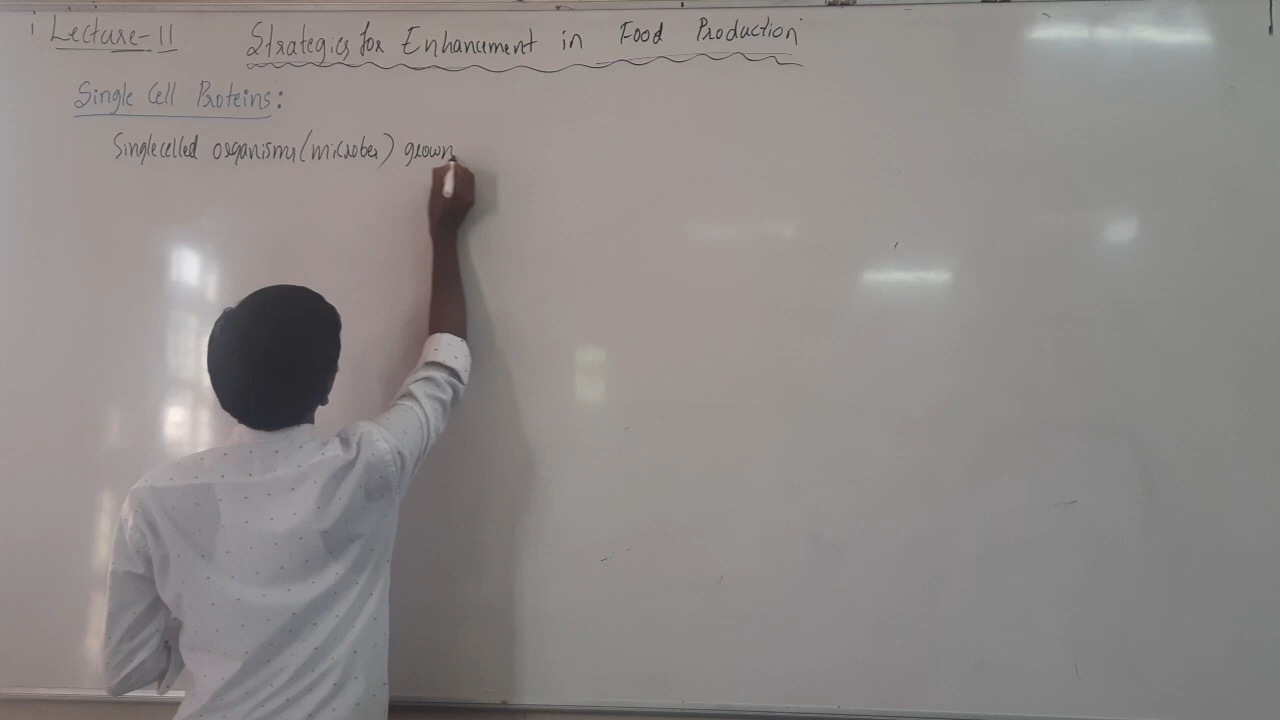 Lecture-11 Strategies for Enhancement in Food Production
Single Cell Proteins:
Singlecelled organisms (microbes) grown